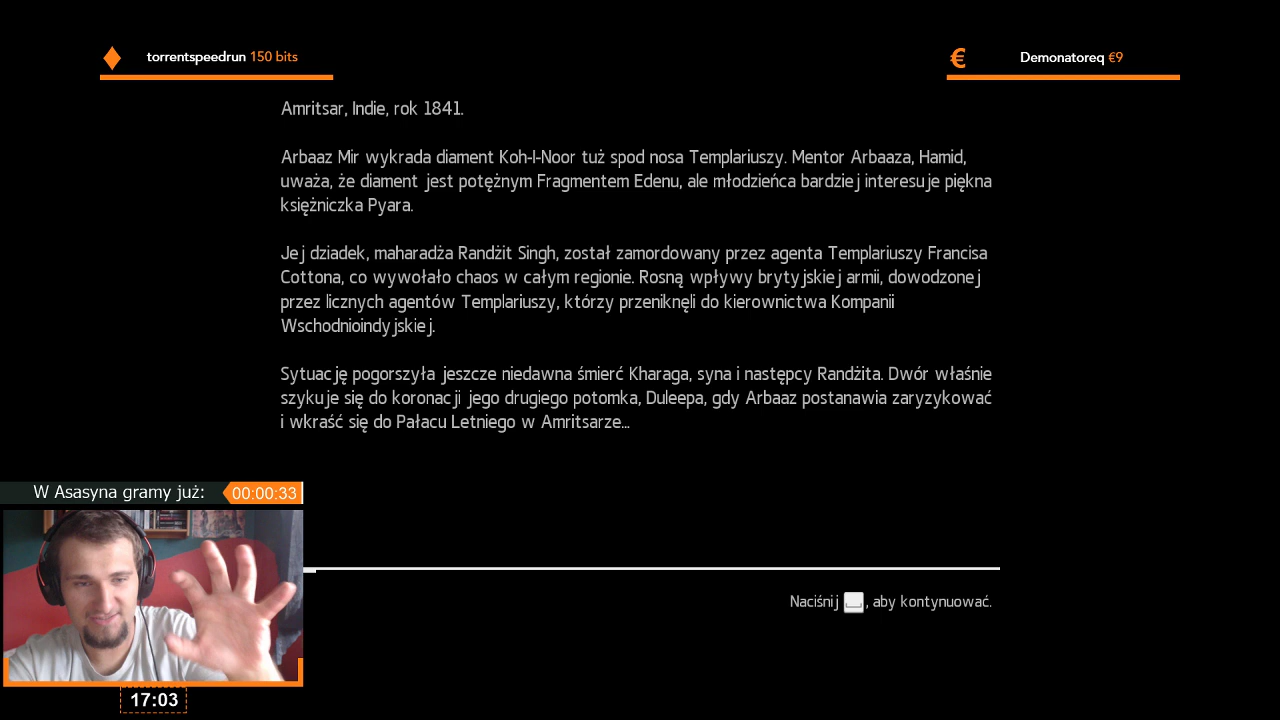 torrentspeedrun 150 bits
€ Demonatoreq €9
Amritsar, Indie, rok 1841.
Arbaaz Mir wykrada diament Koh-I-Noor tuż spod nosa Templariuszy. Mentor Arbaaza, Hamid,
uważa, że diament jest potężnym Fragmentem Edenu, ale młodzieńca bardziej interesuje piękna
księżniczka Pyara.
Jej dziadek, maharadża Randżit Singh, został zamordowany przez agenta Templariuszy Francisa
Cottona, co wywołało chaos w całym regionie. Rosną wpływy brytyjskiej armii, dowodzonej
przez licznych agentów Templariuszy, którzy przeniknęli do kierownictwa Kompanii
Wschodnioindyjskiej.
Sytuację pogorszyła jeszcze niedawna śmierć Kharaga, syna i następcy Randżita. Dwór właśnie
szykuje się do koronacji jego drugiego potomka, Duleepa, gdy Arbaaz postanawia zaryzykować
i wkraść się do Pałacu Letniego w Amritsarze...
W Asasyna gramy już: 00:00:33
Naciśnij , aby kontynuować.
17:03